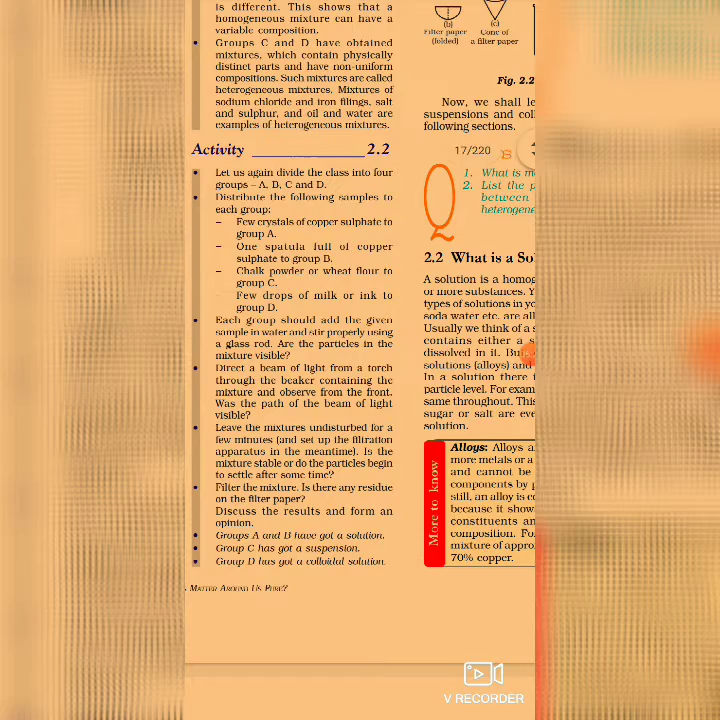 is different. This shows that a
homogeneous mixture can have a
variable composition.
• Groups C and D have obtained
mixtures, which contain physically
distinct parts and have non-uniform
compositions. Such mixtures are called
heterogeneous mixtures. Mixtures of
sodium chloride and iron filings, salt
and sulphur, and oil and water are
examples of heterogeneous mixtures.
Activity 2.2
• Let us again divide the class into four
groups – A, B, C and D.
• Distribute the following samples to
each group:
– Few crystals of copper sulphate to
group A.
– One spatula full of copper
sulphate to group B.
– Chalk powder or wheat flour to
group C.
– Few drops of milk or ink to
group D.
• Each group should add the given
sample in water and stir properly using
a glass rod. Are the particles in the
mixture visible?
• Direct a beam of light from a torch
through the beaker containing the
mixture and observe from the front.
Was the path of the beam of light
visible?
• Leave the mixtures undisturbed for a
few minutes (and set up the filtration
apparatus in the meantime). Is the
mixture stable or do the particles begin
to settle after some time?
• Filter the mixture. Is there any residue
on the filter paper?
Discuss the results and form an
opinion.
• Groups A and B have got a solution.
• Group C has got a suspension.
• Group D has got a colloidal solution.
MATTER AROUND US PURE?
(b) (c)
Filter paper Cone of
(folded) a filter paper
Fig. 2.2
Now, we shall le
suspensions and coll
following sections.
17/220
Q
1. What is m
2. List the p
between
heterogene
2.2 What is a So
A solution is a homog
or more substances. Y
types of solutions in yo
soda water etc. are all
Usually we think of a s
contains either a s
dissolved in it. Bu
solutions (alloys) and
In a solution there
particle level. For exam
same throughout. This
sugar or salt are eve
solution.
More to know
Alloys: Alloys a
more metals or a
and cannot be
components by p
still, an alloy is co
because it show
constituents an
composition. Fo
mixture of appro
70% copper.
V RECORDER